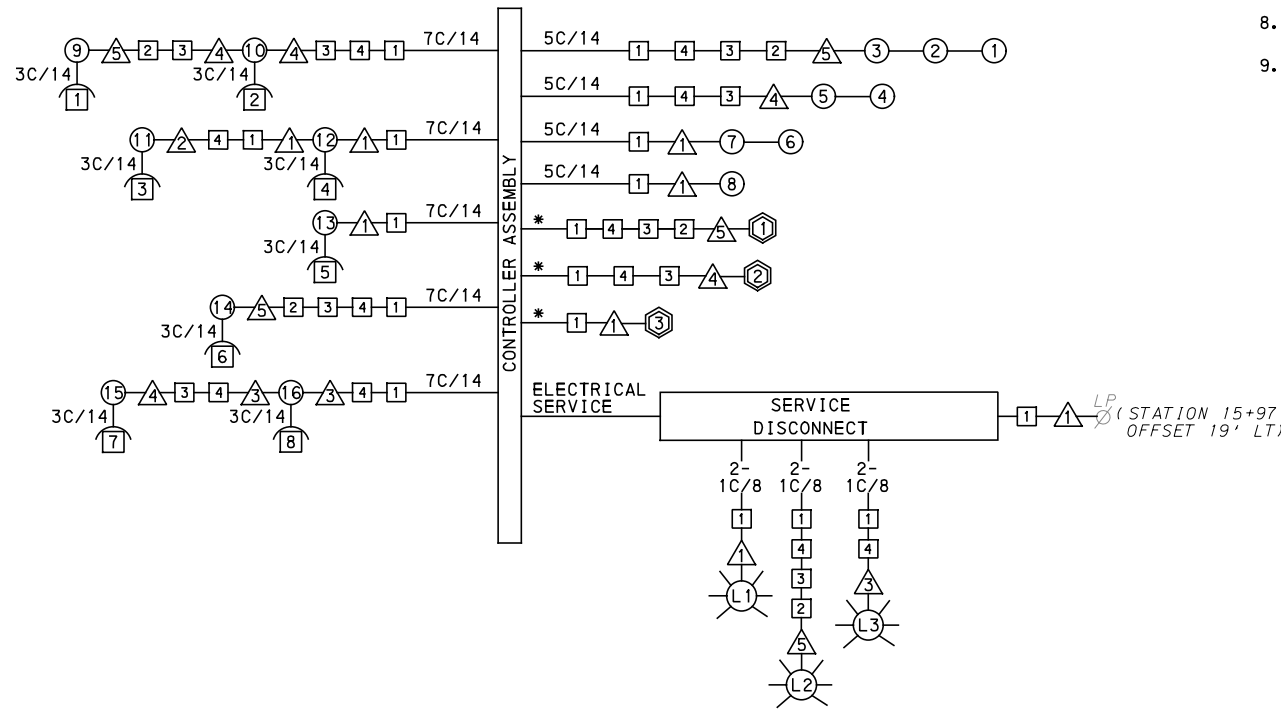 8.
9.
9 5 2 3 4 10 4 3 4 1 7C/14
3C/14 1 3C/14 2
11 2 4 1 1 12 1 1 7C/14
3C/14 3 3C/14 4
13 1 1 7C/14
3C/14 5
14 5 2 3 4 1 7C/14
3C/14 6
15 4 3 4 3 16 3 4 1 7C/14
3C/14 7 3C/14 8
CONTROLLER ASSEMBLY
5C/14 1 4 3 2 5 3 2 1
5C/14 1 4 3 4 5 4
5C/14 1 1 7 6
5C/14 1 1 8
* 1 4 3 2 5 1
* 1 4 3 4 2
* 1 1 3
ELECTRICAL
SERVICE
SERVICE
DISCONNECT
1 1 LP (STATION 15+97
OFFSET 19' LT)
2-
1C/8
1
1
L1
2-
1C/8
1
4
3
2
5
L2
2-
1C/8
1
4
3
L3